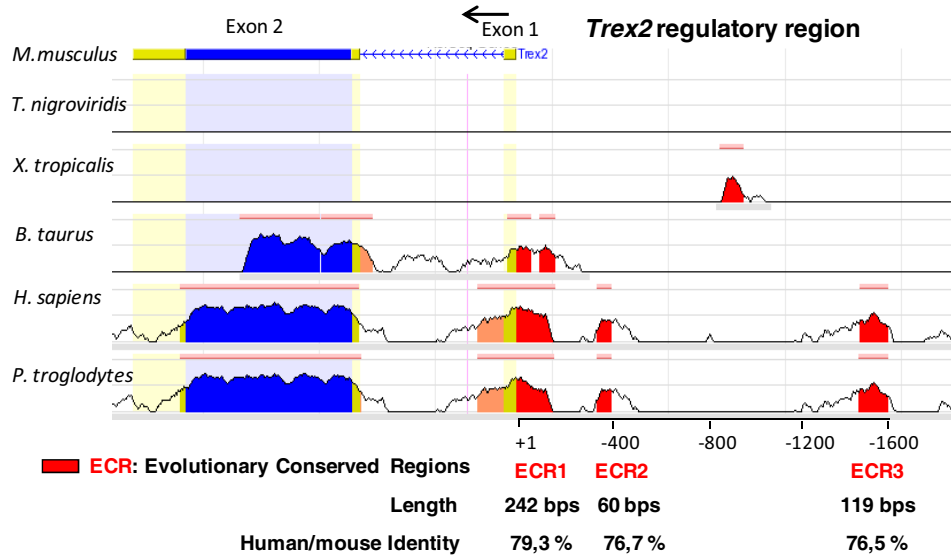 Exon 2
Exon 1
Trex2 regulatory region
M.musculus
Trex2
T. nigroviridis
X. tropicalis
B. taurus
H. sapiens
P. troglodytes
+1
-400
-800
-1200
-1600
ECR: Evolutionary Conserved Regions
ECR1
ECR2
ECR3
Length
242 bps
60 bps
119 bps
Human/mouse Identity
79,3 %
76,7 %
76,5 %